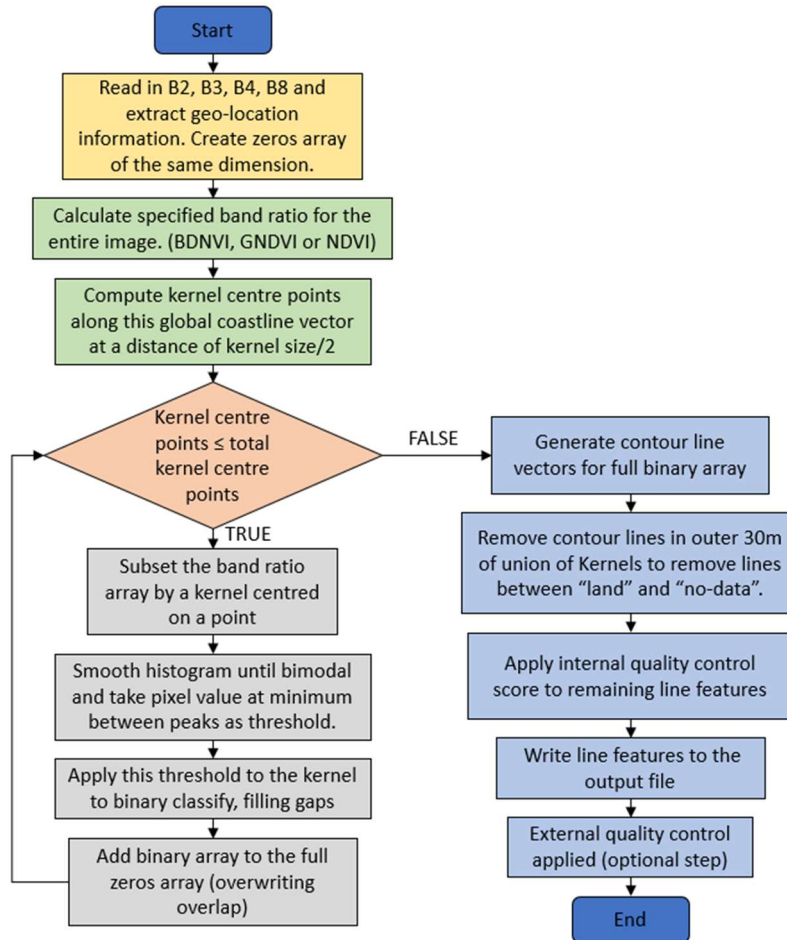 Start
Read in B2, B3, B4, B8 and
extract geo-location
information. Create zeros array
of the same dimension.
Calculate specified band ratio for the
entire image. (BDNVI, GNDVI or NDVI)
Compute kernel centre points
along this global coastline vector
at a distance of kernel size/2
Kernel centre
points ≤ total
kernel centre
points
TRUE
Subset the band ratio
array by a kernel centred
on a point
Smooth histogram until bimodal
and take pixel value at minimum
between peaks as threshold.
Apply this threshold to the kernel
to binary classify, filling gaps
Add binary array to the full
zeros array (overwriting
overlap)
FALSE
Generate contour line
vectors for full binary array
Remove contour lines in outer 30m
of union of Kernels to remove lines
between “land” and “no-data”.
Apply internal quality control
score to remaining line features
Write line features to the
output file
External quality control
applied (optional step)
End